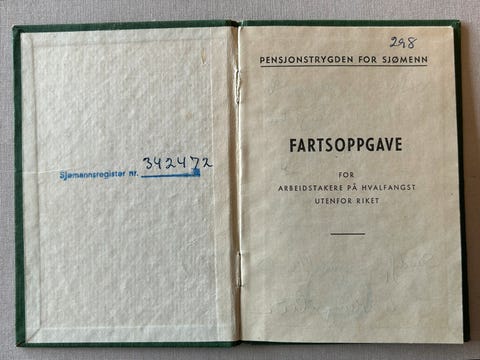 Sjømannsregister nr. 342472
298
PENSJONSTRYGDEN FOR SJØMENN
FARTSOPPGAVE
FOR
ARBEIDSTAKERE PÅ HVALFANGST
UTENFOR RIKET